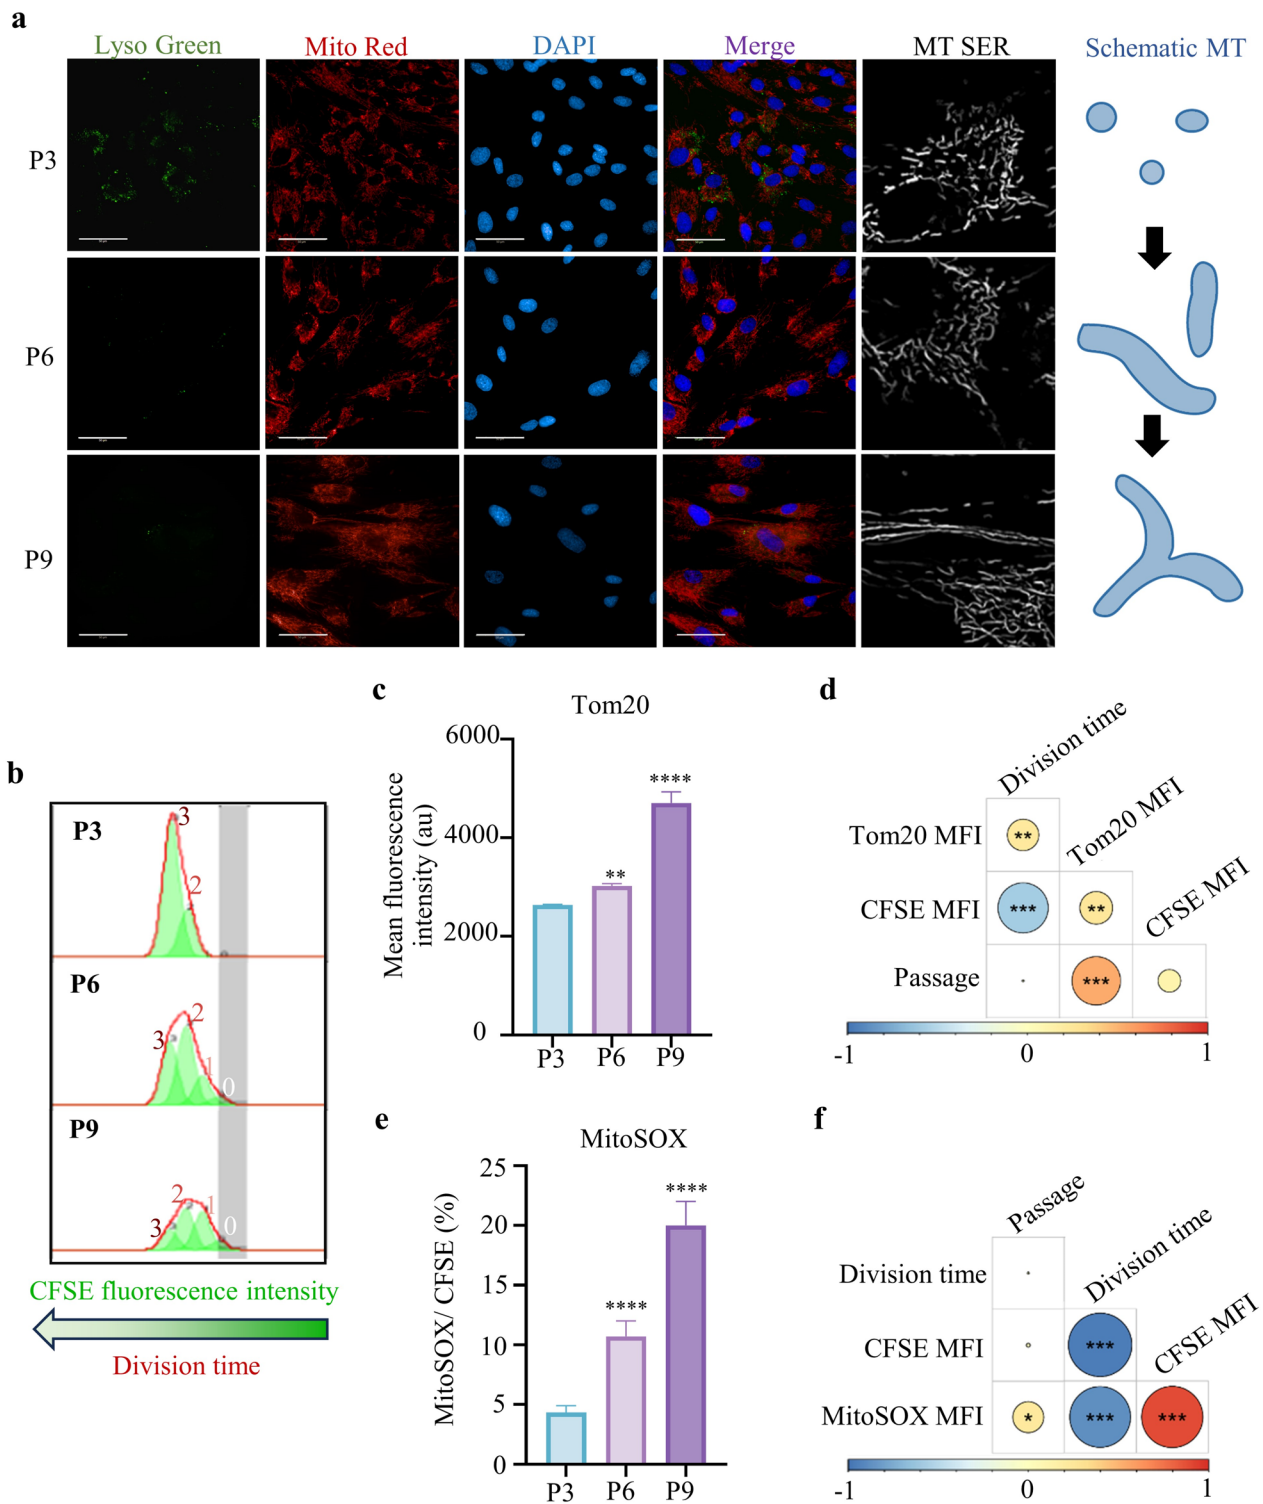 a
Lyso Green Mito Red DAPI Merge MT SER Schematic MT
P3
P6
P9
b
P3
3
2
P6
2
3
1
0
P9
2
1
3
0
CFSE fluorescence intensity
Division time
c
Tom20
Mean fluorescence
intensity (au)
6000
4000
2000
0
**
****
P3 P6 P9
d
Division time
Tom20 MFI
CFSE MFI
Tom20 MFI **
CFSE MFI *** **
Passage ***
-1 0 1
e
MitoSOX
MitoSOX/ CFSE (%)
25
20
15
10
5
0
****
****
P3 P6 P9
f
Passage
Division time
CFSE MFI
Division time
CFSE MFI ***
MitoSOX MFI * *** ***
-1 0 1